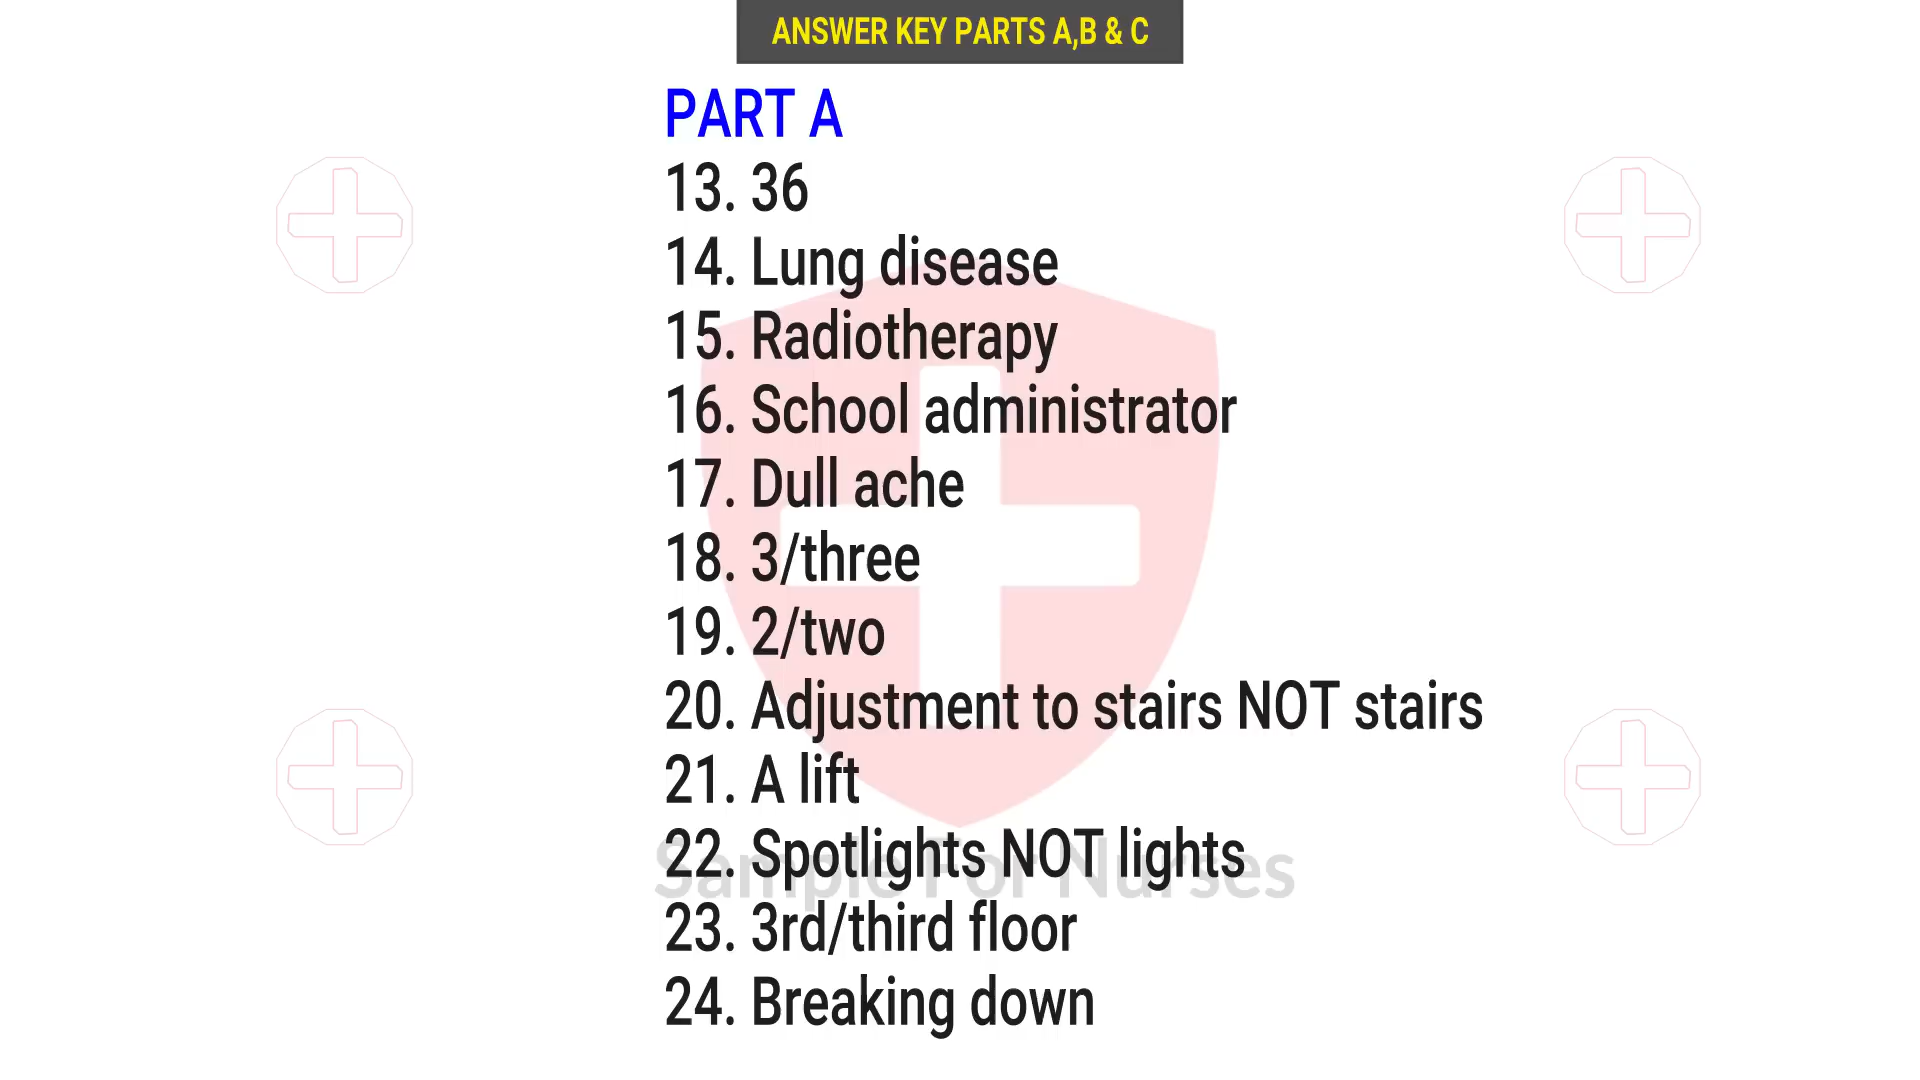 ANSWER KEY PARTS A,B & C
PART A
13. 36
14. Lung disease
15. Radiotherapy
16. School administrator
17. Dull ache
18. 3/three
19. 2/two
20. Adjustment to stairs NOT stairs
21. A lift
22. Spotlights NOT lights
Sample For Nurses
23. 3rd/third floor
24. Breaking down